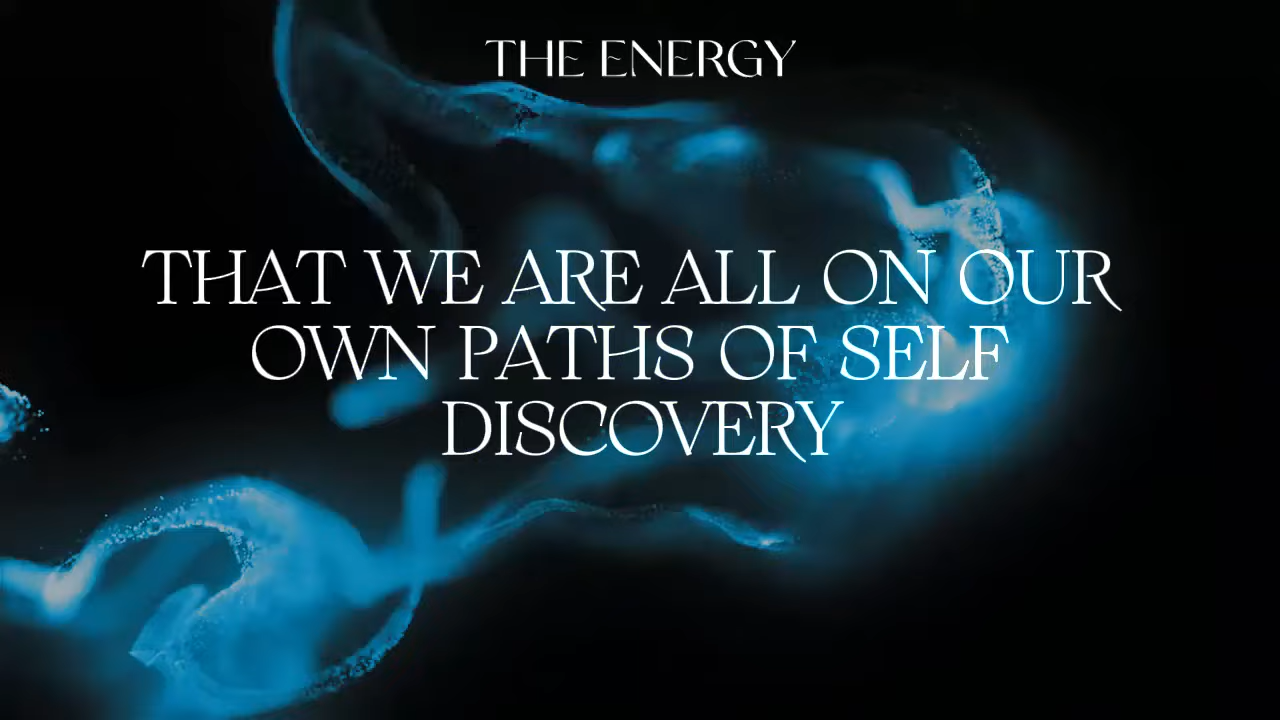 THE ENERGY
THAT WE ARE ALL ON OUR
OWN PATHS OF SELF
DISCOVERY